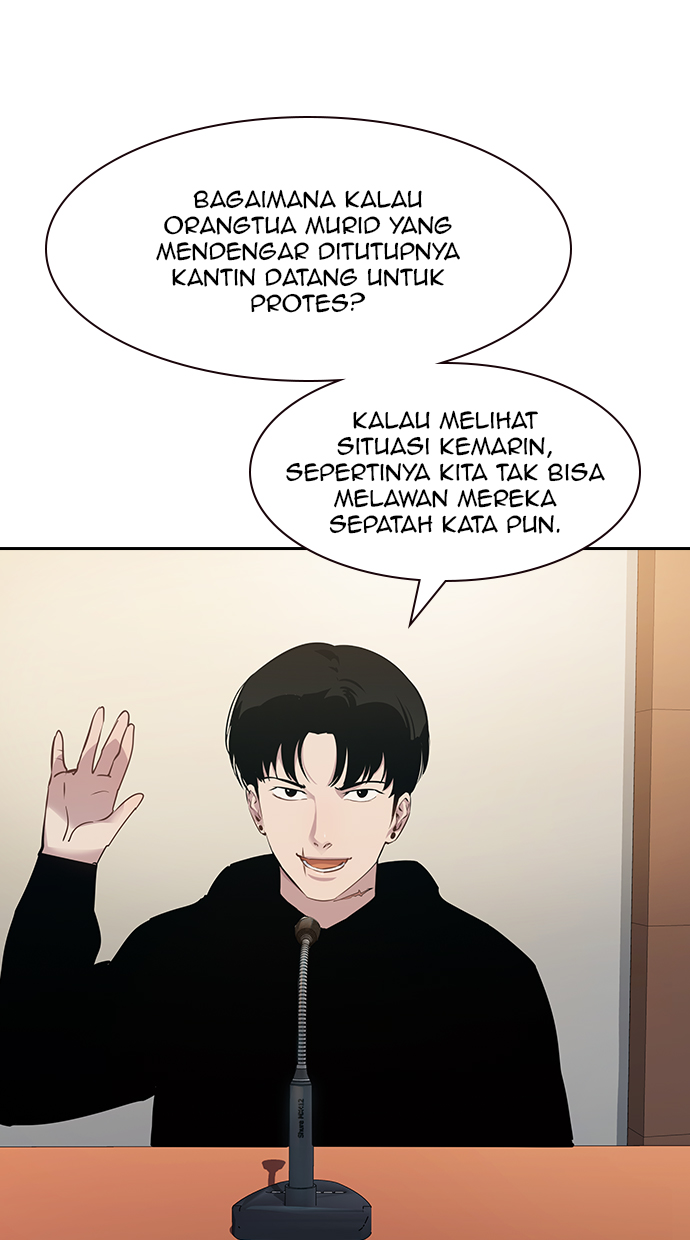 BAGAIMANA KALAU
ORANGTUA MURID YANG
MENDENGAR DITUTUPNYA
KANTIN DATANG UNTUK
PROTES?
KALAU MELIHAT
SITUASI KEMARIN,
SEPERTINYA KITA TAK BISA
MELAWAN MEREKA
SEPATAH KATA PUN.